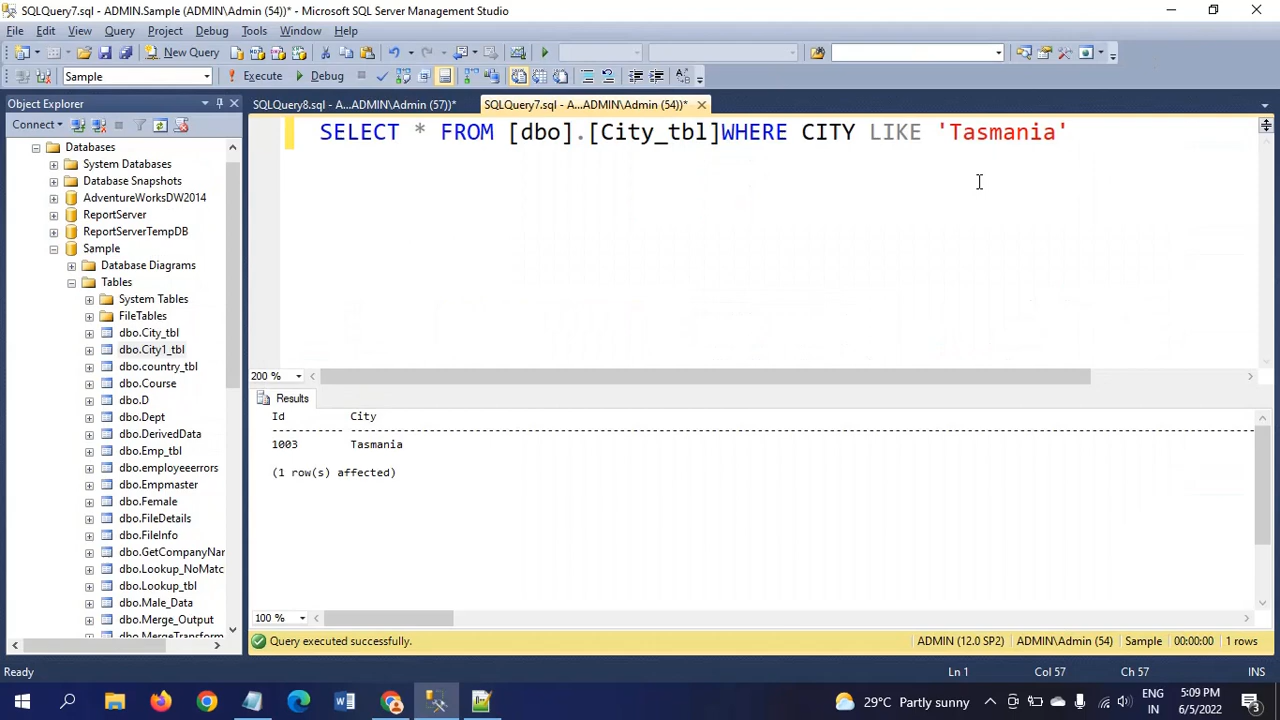 SQLQuery7.sql - ADMIN.Sample (ADMIN\Admin (54))* - Microsoft SQL Server Management Studio
File Edit View Query Project Debug Tools Window Help
New Query
Sample Execute Debug
Object Explorer SQLQuery8.sql - A...ADMIN\Admin (57))* SQLQuery7.sql - A...ADMIN\Admin (54))*
Connect
Databases
System Databases
Database Snapshots
AdventureWorksDW2014
ReportServer
ReportServerTempDB
Sample
Database Diagrams
Tables
System Tables
FileTables
dbo.City_tbl
dbo.City1_tbl
dbo.country_tbl
dbo.Course
dbo.D
dbo.Dept
dbo.DerivedData
dbo.Emp_tbl
dbo.employeeerrors
dbo.Empmaster
dbo.Female
dbo.FileDetails
dbo.FileInfo
dbo.GetCompanyNar
dbo.Lookup_NoMatc
dbo.Lookup_tbl
dbo.Male_Data
dbo.Merge_Output
dbo.MergeTransform
SELECT * FROM [dbo].[City_tbl]WHERE CITY LIKE 'Tasmania'
200 %
Results
Id City
1003 Tasmania
(1 row(s) affected)
100 %
Query executed successfully. ADMIN (12.0 SP2) ADMIN\Admin (54) Sample 00:00:00 1 rows
Ready Ln 1 Col 57 Ch 57 INS
29°C Partly sunny ENG IN 5:09 PM 6/5/2022 3